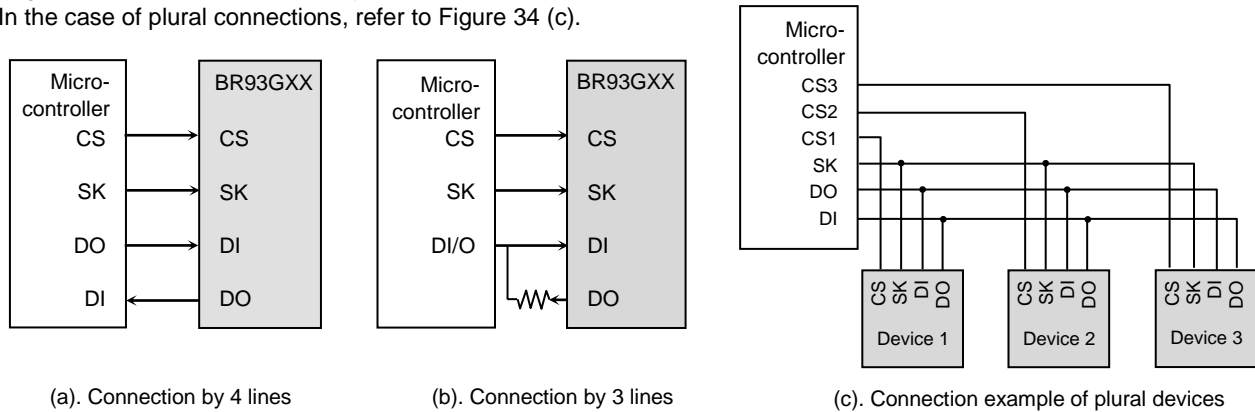 In the case of plural connections, refer to Figure 34 (c).
Micro-
controller
CS
SK
DO
DI
BR93GXX
CS
SK
DI
DO
(a). Connection by 4 lines
Micro-
controller
CS
SK
DI/O
BR93GXX
CS
SK
DI
DO
(b). Connection by 3 lines
Micro-
controller
CS3
CS2
CS1
SK
DO
DI
CS
SK
DI
DO
Device 1
CS
SK
DI
DO
Device 2
CS
SK
DI
DO
Device 3
(c). Connection example of plural devices